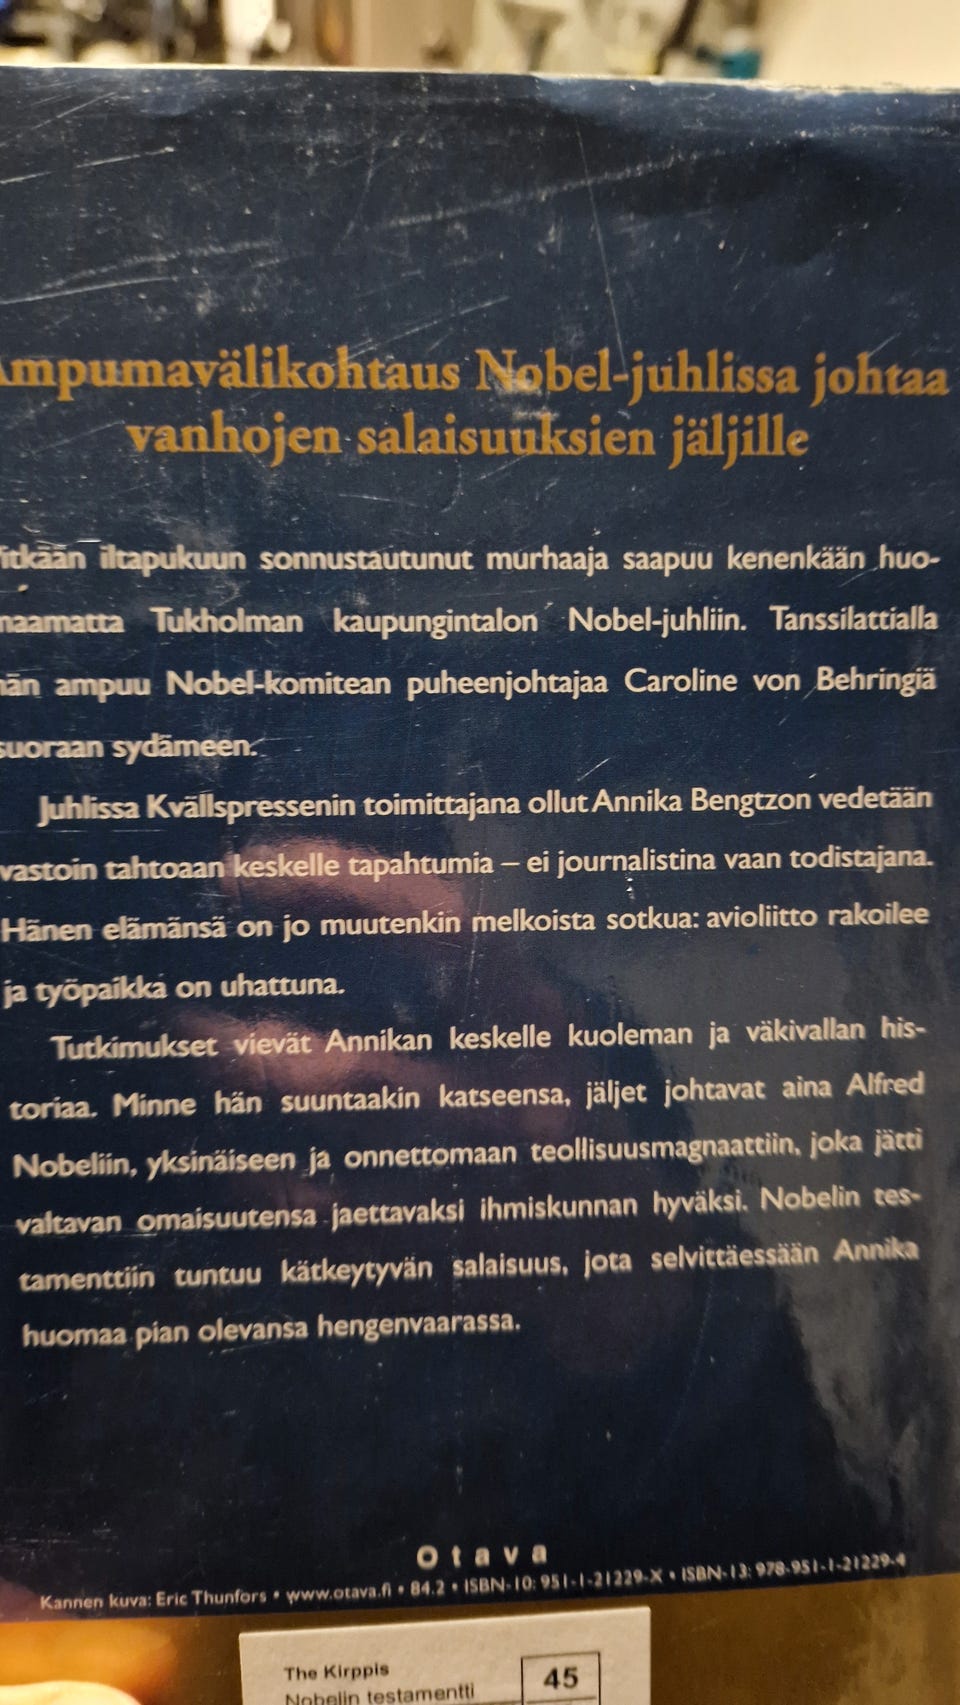 Ampumavälikohtaus Nobel-juhlissa johtaa
vanhojen salaisuuksien jäljille
Pitkään iltapukuun sonnustautunut murhaaja saapuu kenenkään huo-
maamatta Tukholman kaupungintalon Nobel-juhliin. Tanssilattialla
hän ampuu Nobel-komitean puheenjohtajaa Caroline von Behringiä
suoraan sydämeen.
Juhlissa Kvällspressenin toimittajana ollut Annika Bengtzon vedetään
vastoin tahtoaan keskelle tapahtumia – ei journalistina vaan todistajana.
Hänen elämänsä on jo muutenkin melkoista sotkua: avioliitto rakoilee
ja työpaikka on uhattuna.
Tutkimukset vievät Annikan keskelle kuoleman ja väkivallan his-
toriaa. Minne hän suuntaakin katseensa, jäljet johtavat aina Alfred
Nobeliin, yksinäiseen ja onnettomaan teollisuusmagnaattiin, joka jätti
valtavan omaisuutensa jaettavaksi ihmiskunnan hyväksi. Nobelin tes-
tamenttiin tuntuu kätkeytyvän salaisuus, jota selvittäessään Annika
huomaa pian olevansa hengenvaarassa.
Otava
Kannen kuva: Eric Thunfors • www.otava.fi • 84.2 • ISBN-10: 951-1-21229-X • ISBN-13: 978-951-1-21229-4
The Kirppis
45
Nobelin testamentti